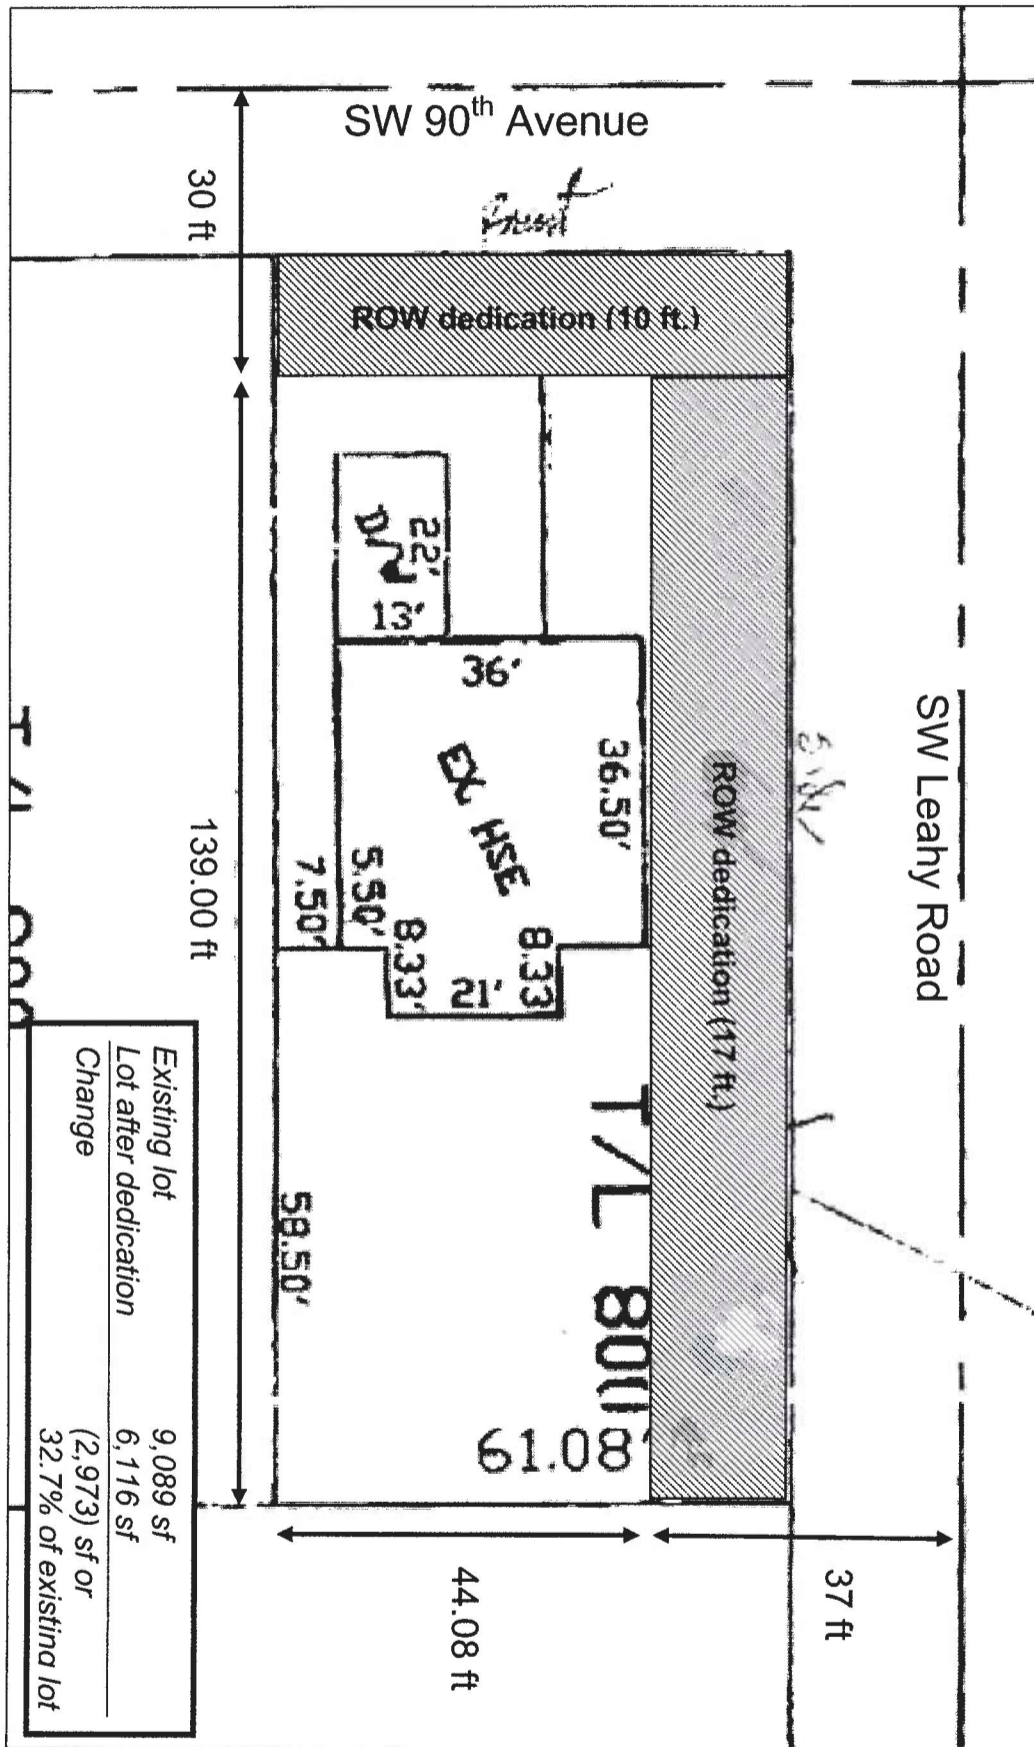 SW 90th Avenue
Front
30 ft
ROW dedication (10 ft.)
22'
D/W
13'
36'
36.50'
EX HSE
5.50'
7.50'
8.33'
8.33
21'
SW Leahy Road
ROW dedication (17 ft.)
139.00 ft
T/L 800
58.50'
61.08'
44.08 ft
37 ft
Existing lot 9,089 sf
Lot after dedication 6,116 sf
Change (2,973) sf or
32.7% of existing lot